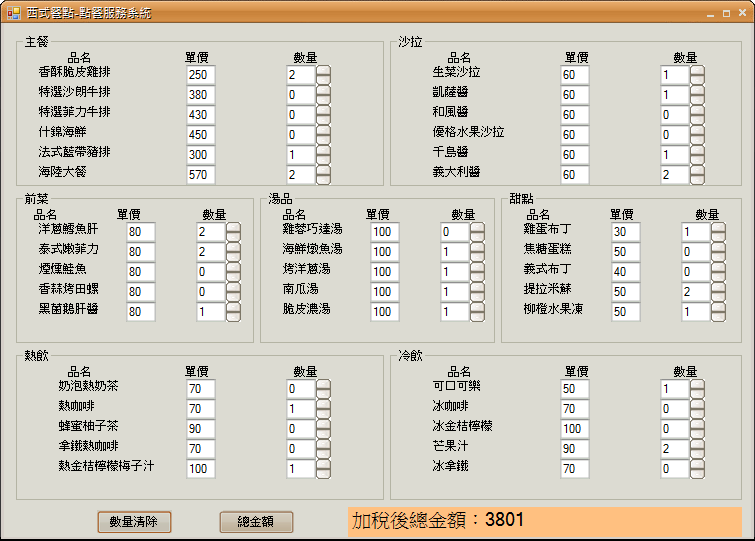 西式餐點-點餐服務系統
主餐
品名 單價 數量
香酥脆皮雞排 250 2
特選沙朗牛排 380 0
特選菲力牛排 430 0
什錦海鮮 450 0
法式藍帶豬排 300 1
海陸大餐 570 2
沙拉
品名 單價 數量
生菜沙拉 60 1
凱薩醬 60 1
和風醬 60 0
優格水果沙拉 60 0
千島醬 60 1
義大利醬 60 2
前菜
品名 單價 數量
洋蔥鱈魚肝 80 2
泰式嫩菲力 80 2
煙燻鮭魚 80 0
香蒜烤田螺 80 0
黑菌鵝肝醬 80 1
湯品
品名 單價 數量
雞蓉巧達湯 100 0
海鮮燉魚湯 100 1
烤洋蔥湯 100 0
南瓜湯 100 1
脆皮濃湯 100 1
甜點
品名 單價 數量
雞蛋布丁 30 1
焦糖蛋糕 50 0
義式布丁 40 0
提拉米蘇 50 2
柳橙水果凍 50 1
熱飲
品名 單價 數量
奶泡熱奶茶 70 0
熱咖啡 70 1
蜂蜜柚子茶 90 0
拿鐵熱咖啡 70 0
熱金桔檸檬梅子汁 100 1
冷飲
品名 單價 數量
可口可樂 50 1
冰咖啡 70 0
冰金桔檸檬 100 0
芒果汁 90 2
冰拿鐵 70 0
數量清除 總金額 加稅後總金額：3801